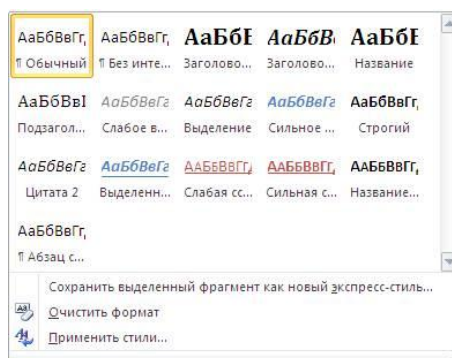 АаБбВвГг, АаБбВвГг, АаБбЕ АаБбВ АаБбЕ
¶ Обычный ¶ Без инте... Заголово... Заголово... Название
АаБбВвІ АаБбВвГг АаБбВвГг АаБбВвГг АаБбВвГг,
Подзагол... Слабое в... Выделение Сильное ... Строгий
АаБбВвГг АаБбВвГг ААББВВГГ, ААББВВГГ, ААББВВГГ,
Цитата 2 Выделенн... Слабая сс... Сильная с... Название...
АаБбВвГг,
¶ Абзац с...
Сохранить выделенный фрагмент как новый экспресс-стиль...
Очистить формат
Применить стили...